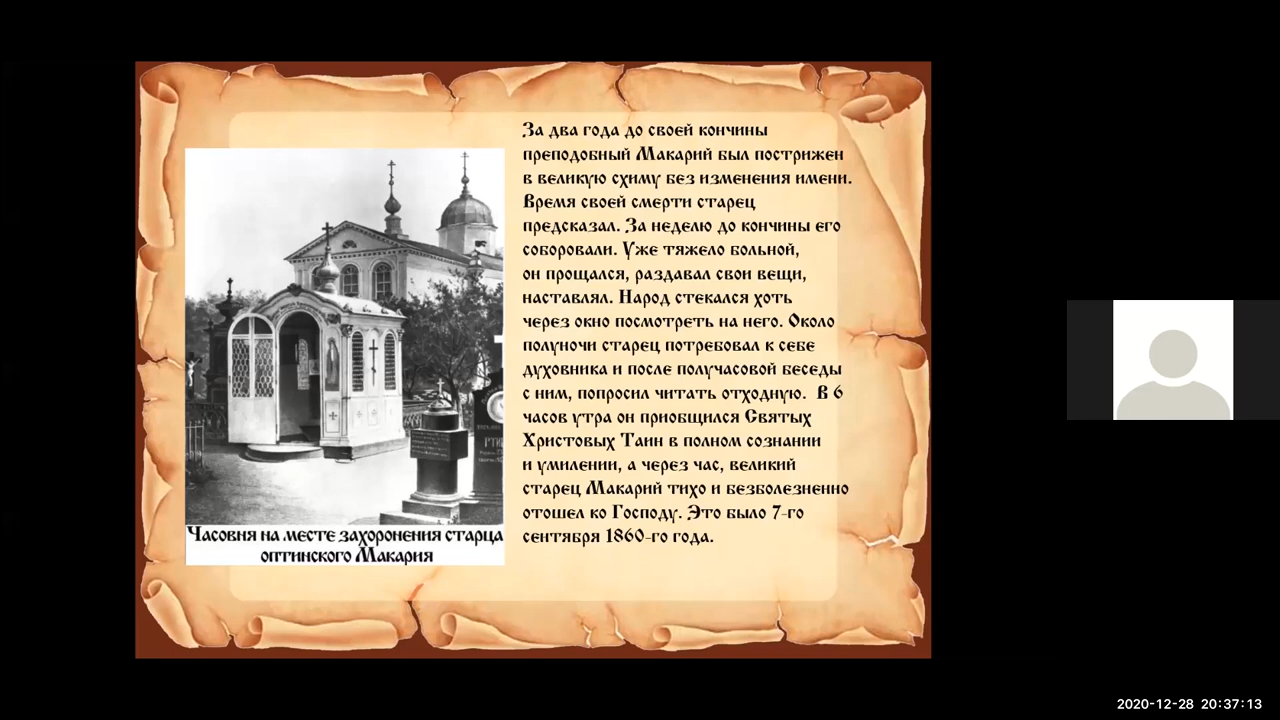 За два года до своей кончины
преподобный Макарий был пострижен
в великую схиму без изменения имени.
Время своей смерти старец
предсказал. За неделю до кончины его
соборовали. Уже тяжело больной,
он прощался, раздавал свои вещи,
наставлял. Народ стекался хоть
через окно посмотреть на него. Около
полуночи старец потребовал к себе
духовника и после получасовой беседы
с ним, попросил читать отходную. В 6
часов утра он приобщился Святых
Христовых Таин в полном сознании
и умилении, а через час, великий
старец Макарий тихо и безболезненно
отошел ко Господу. Это было 7-го
сентября 1860-го года.
Часовня на месте захоронения старца
оптинского Макария
2020-12-28 20:37:13